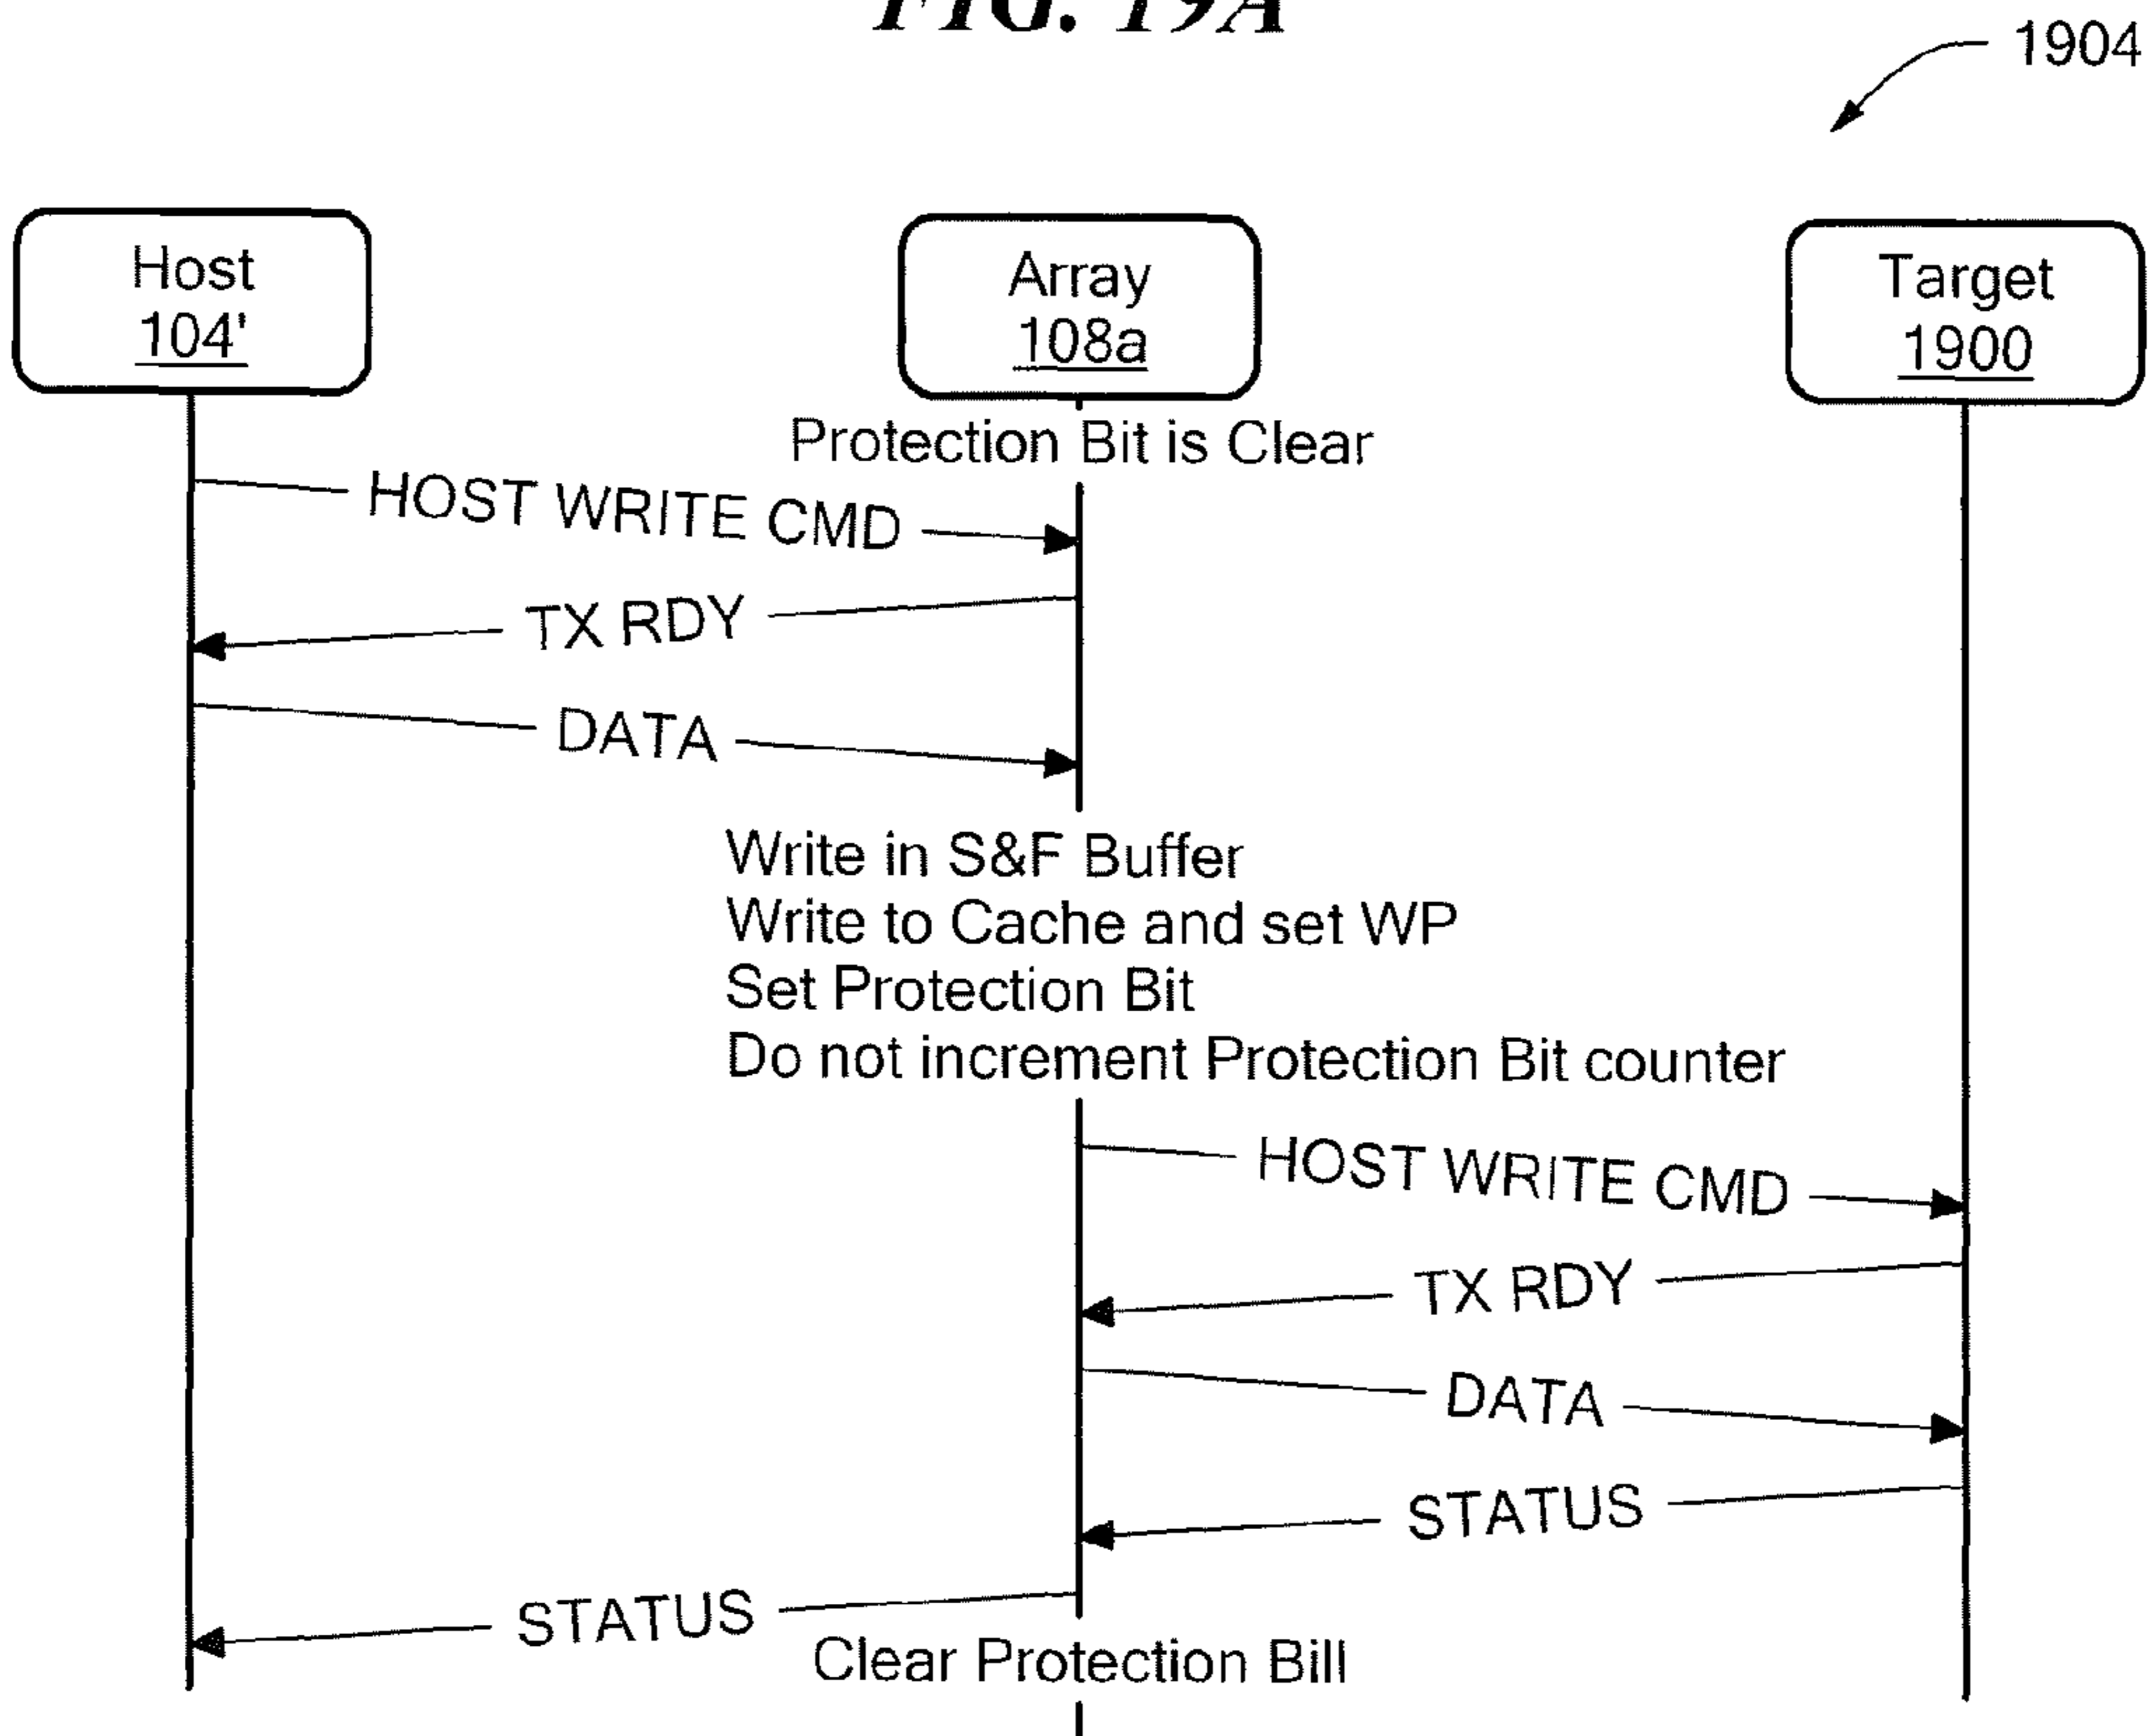 FIG. 19A
1904
Host
104'
Array
108a
Target
1900
Protection Bit is Clear
HOST WRITE CMD
TX RDY
DATA
Write in S&F Buffer
Write to Cache and set WP
Set Protection Bit
Do not increment Protection Bit counter
HOST WRITE CMD
TX RDY
DATA
STATUS
STATUS
Clear Protection Bill